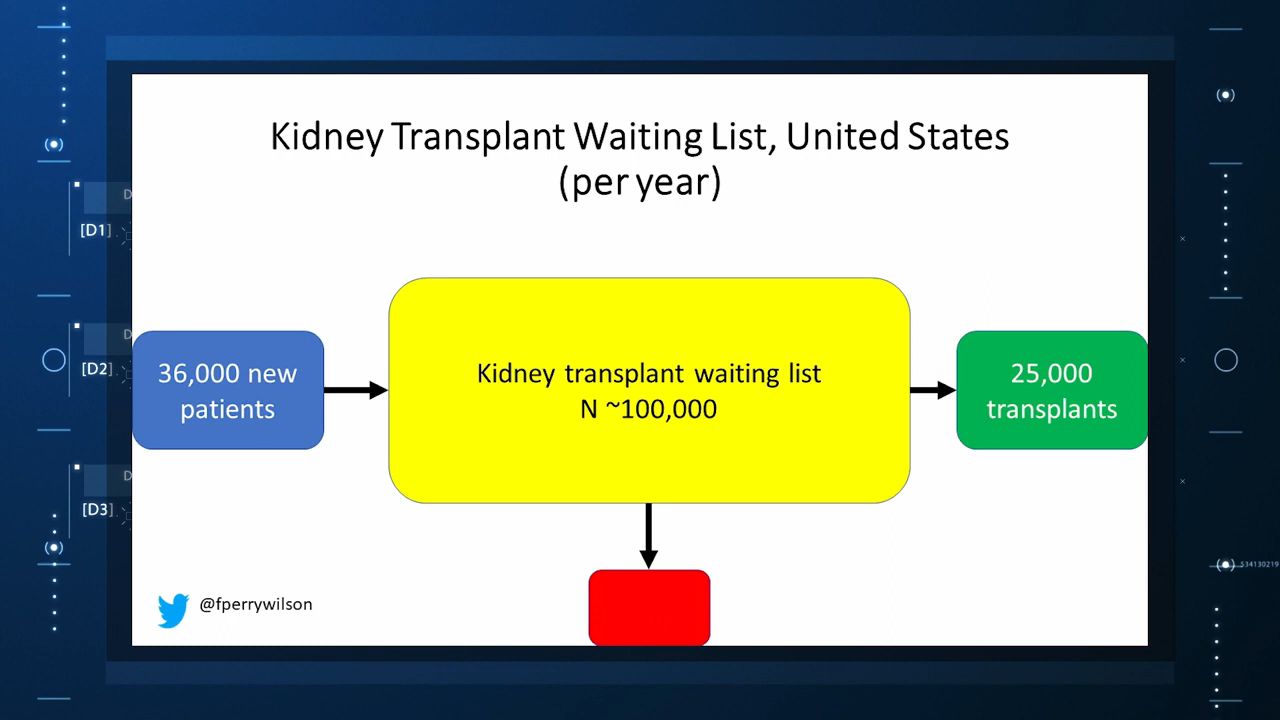 Kidney Transplant Waiting List, United States
(per year)
D
[D1]
36,000 new
patients
Kidney transplant waiting list
N ~100,000
25,000
transplants
D
[D2]
D
[D3]
534130219
@fperrywilson